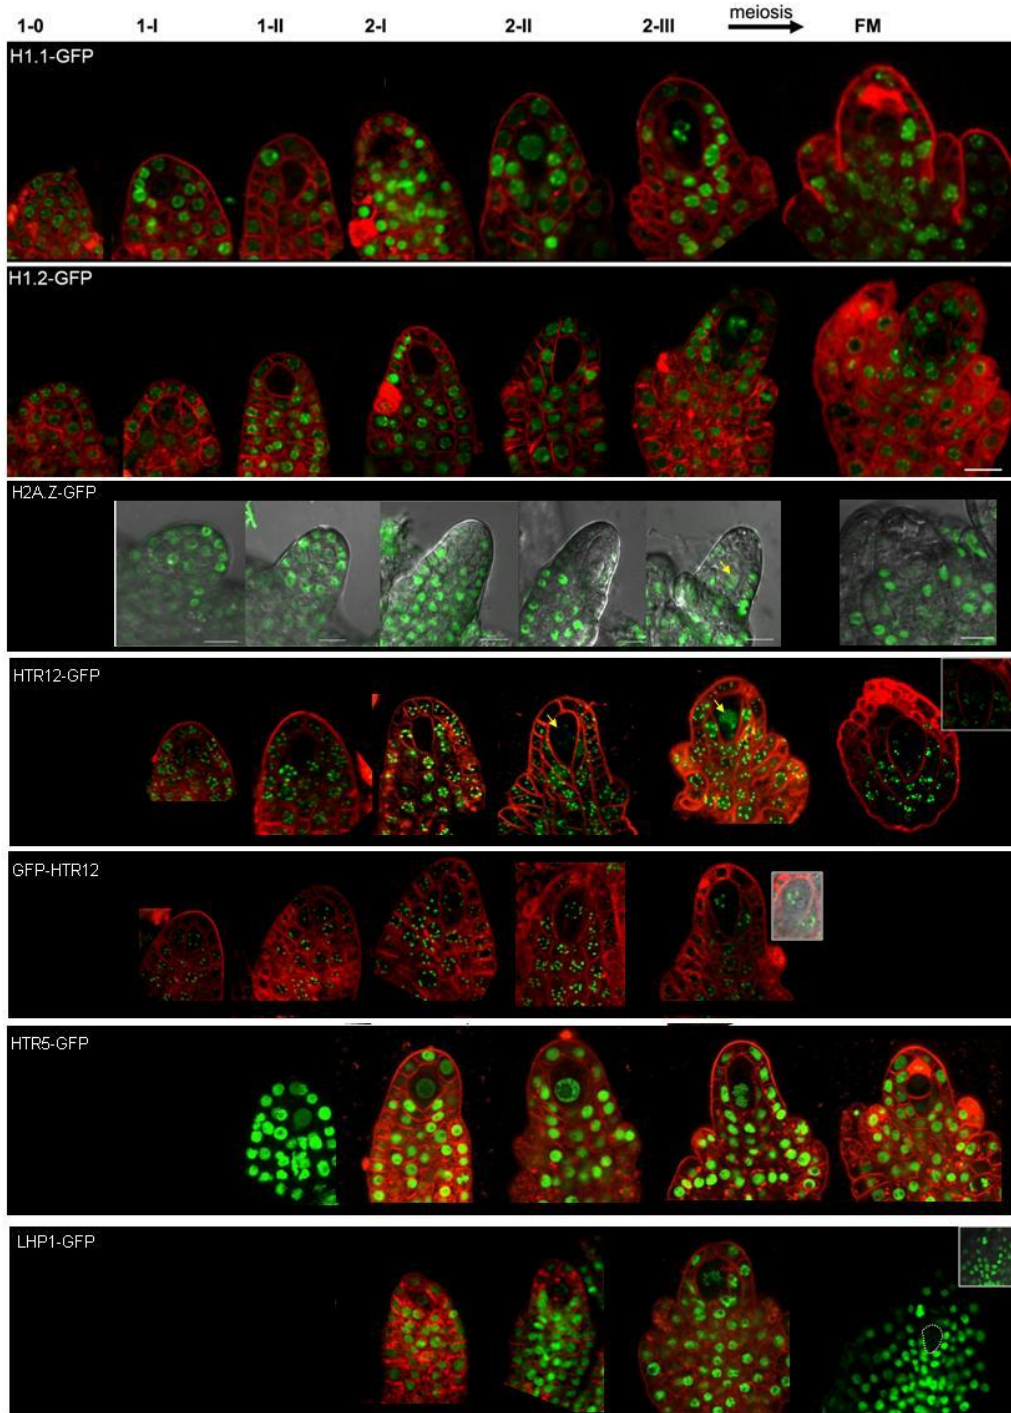 1-0 1-I 1-II 2-I 2-II 2-III meiosis FM
H1.1-GFP
H1.2-GFP
H2A.Z-GFP
HTR12-GFP
GFP-HTR12
HTR5-GFP
LHP1-GFP